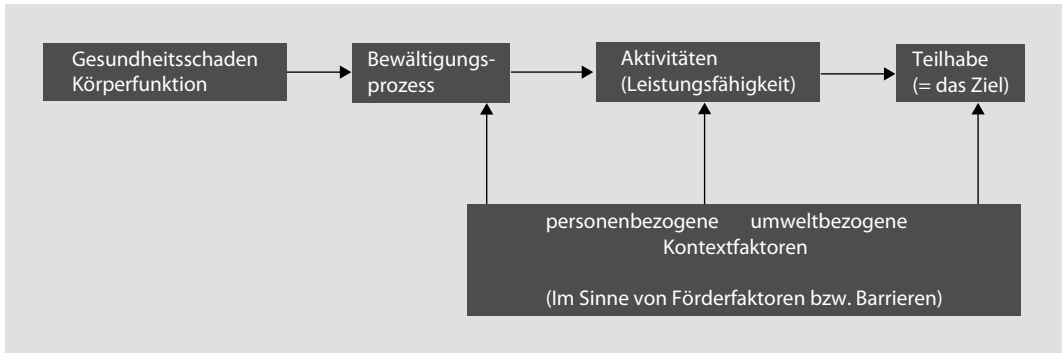 Gesundheitsschaden
Körperfunktion
Bewältigungs-
prozess
Aktivitäten
(Leistungsfähigkeit)
Teilhabe
(= das Ziel)
personenbezogene umweltbezogene
Kontextfaktoren
(Im Sinne von Förderfaktoren bzw. Barrieren)